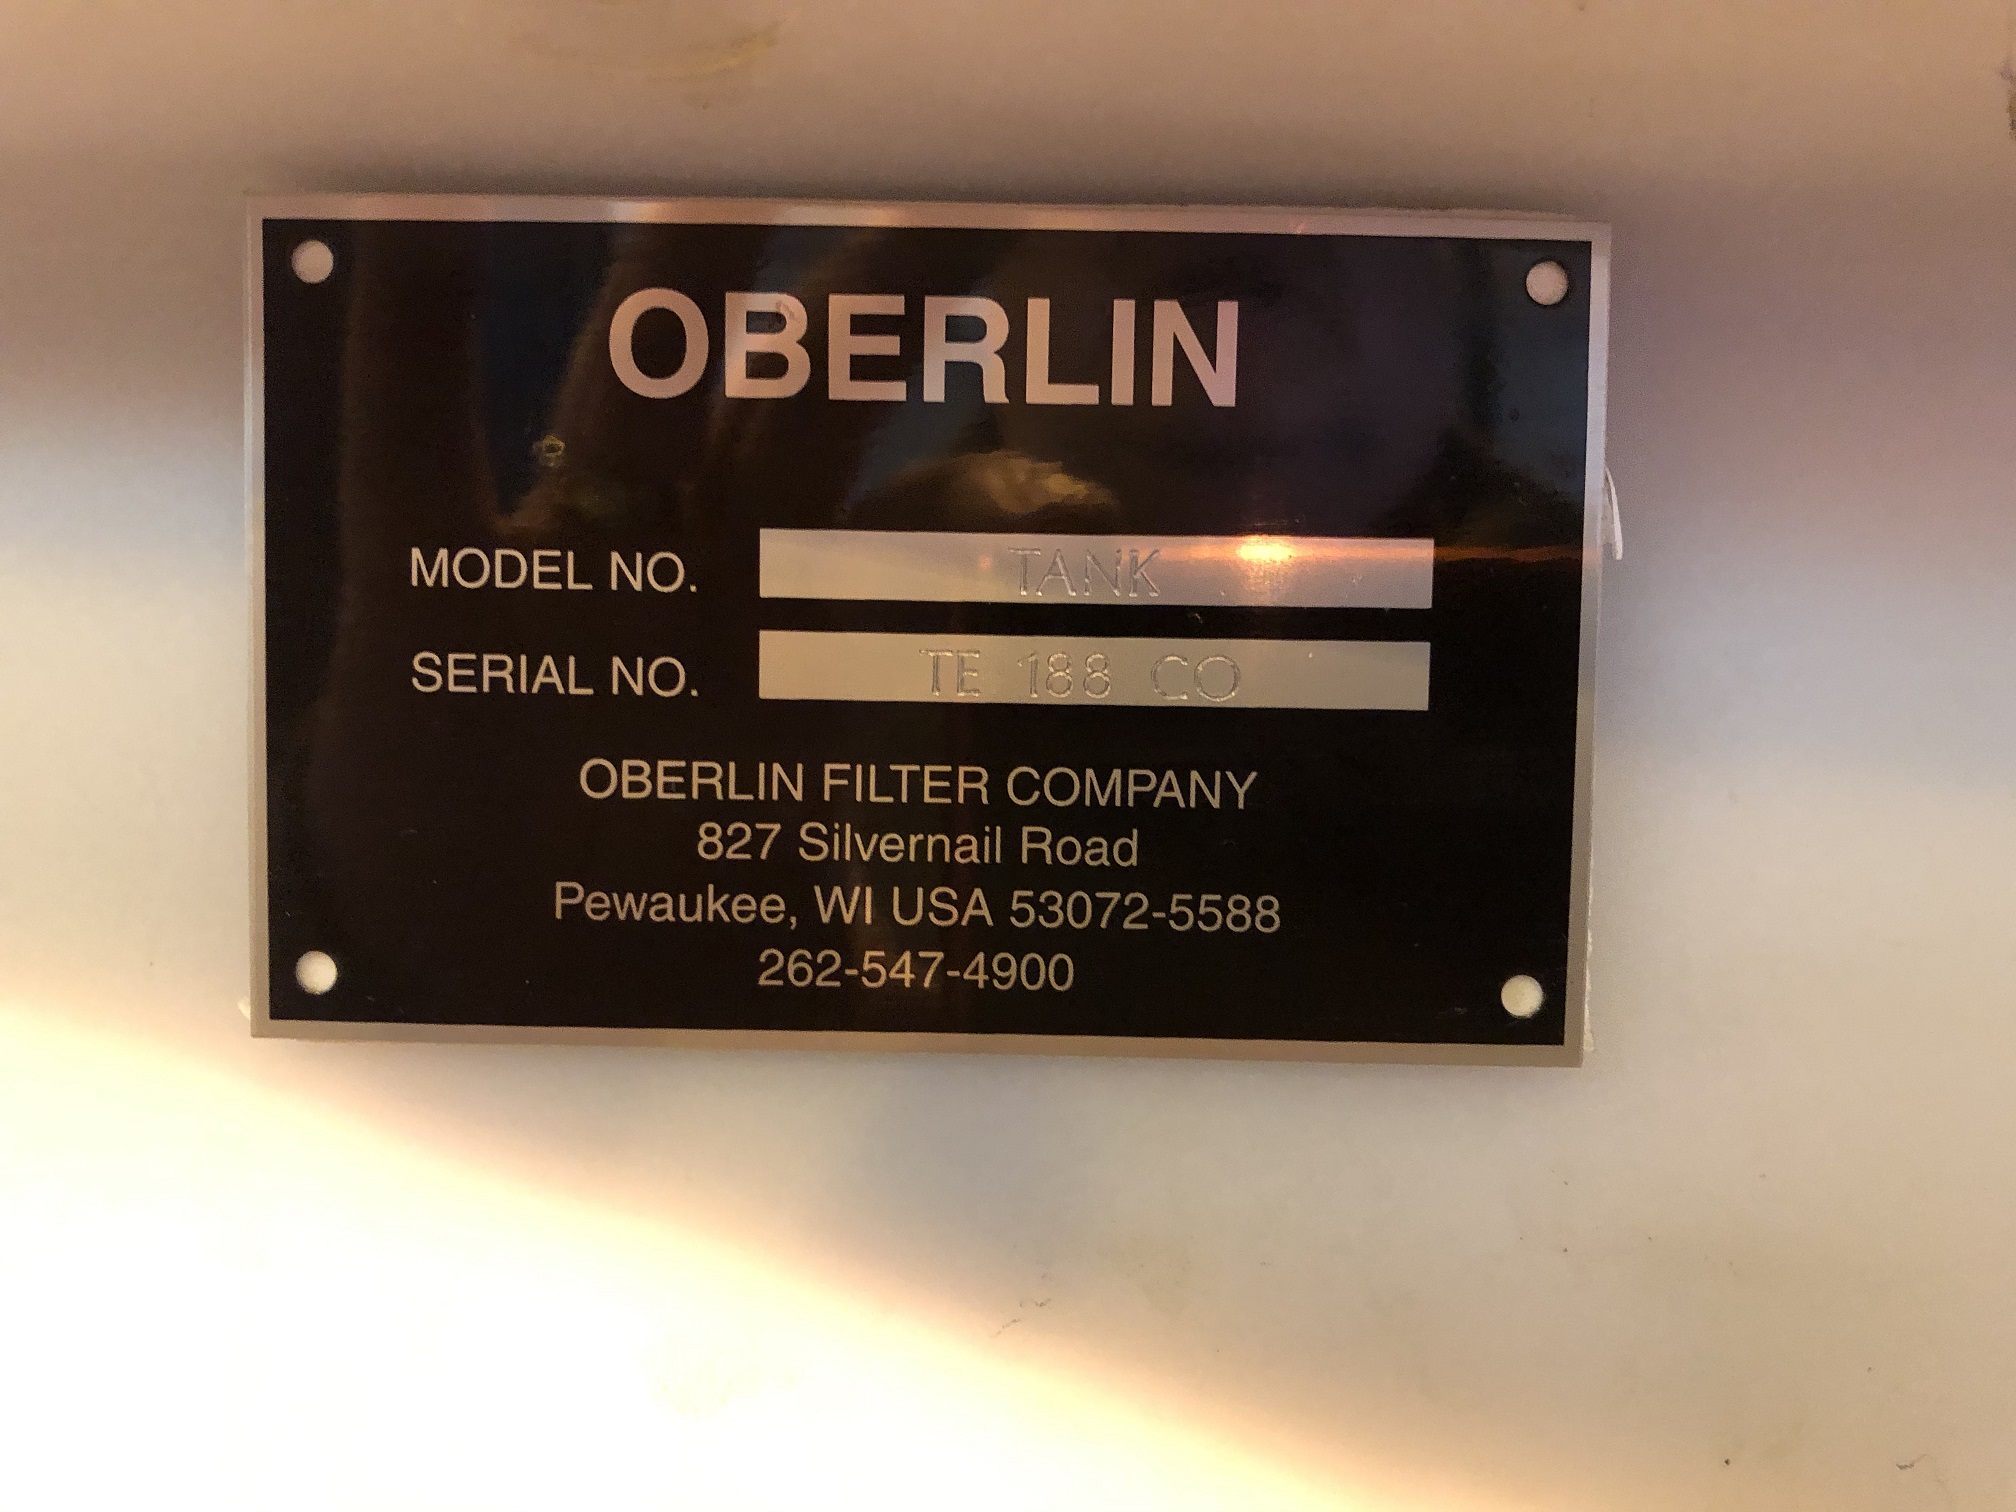 OBERLIN
MODEL NO. TANK
SERIAL NO. TE 188 CO
OBERLIN FILTER COMPANY
827 Silvernail Road
Pewaukee, WI USA 53072-5588
262-547-4900